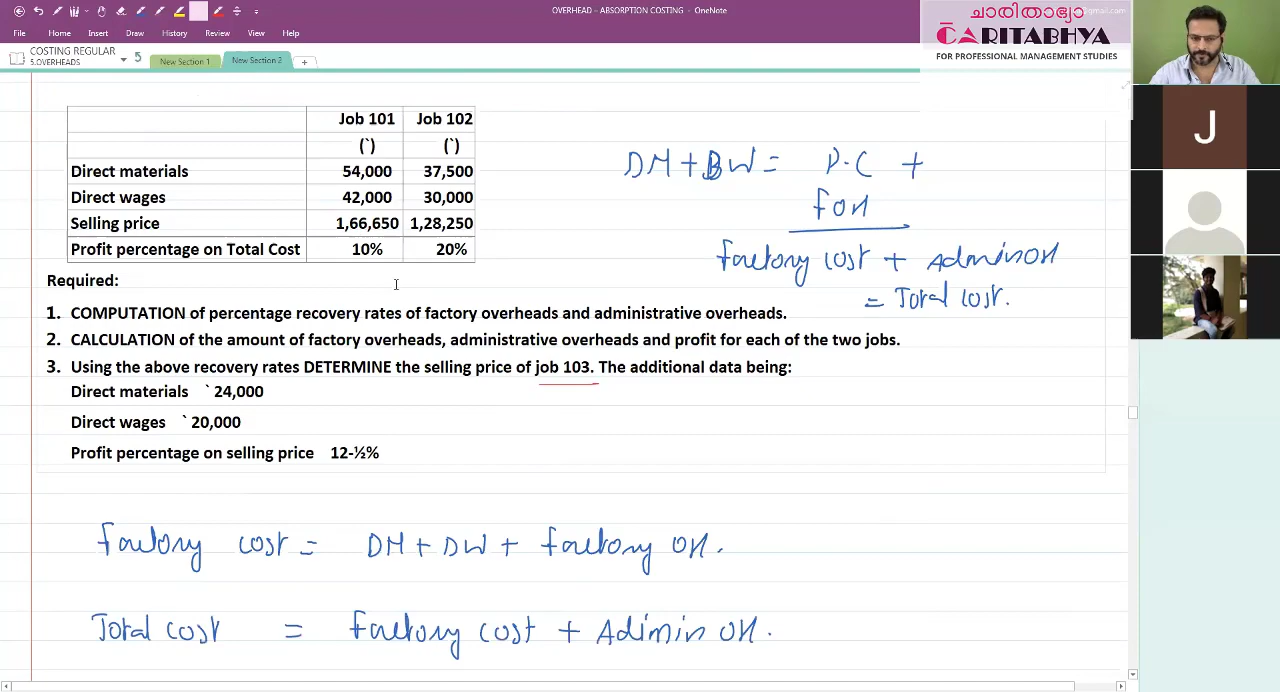 OVERHEAD – ABSORPTION COSTING - OneNote
File Home Insert Draw History Review View Help
COSTING REGULAR
5.OVERHEADS
5
New Section 1 New Section 2 +
ചാരിതാഭ്യാ
@gmail.com
CARITABHYA
FOR PROFESSIONAL MANAGEMENT STUDIES
J
Job 101 Job 102
(`) (`)
Direct materials 54,000 37,500
Direct wages 42,000 30,000
Selling price 1,66,650 1,28,250
Profit percentage on Total Cost 10% 20%
DM + DW = P.C +
FOH
Factory cost + Admin OH
= Total cost.
Required:
1. COMPUTATION of percentage recovery rates of factory overheads and administrative overheads.
2. CALCULATION of the amount of factory overheads, administrative overheads and profit for each of the two jobs.
3. Using the above recovery rates DETERMINE the selling price of job 103. The additional data being:
Direct materials ` 24,000
Direct wages ` 20,000
Profit percentage on selling price 12-½%
Factory cost = DM + DW + Factory OH.
Total cost = Factory cost + Adimin OH.